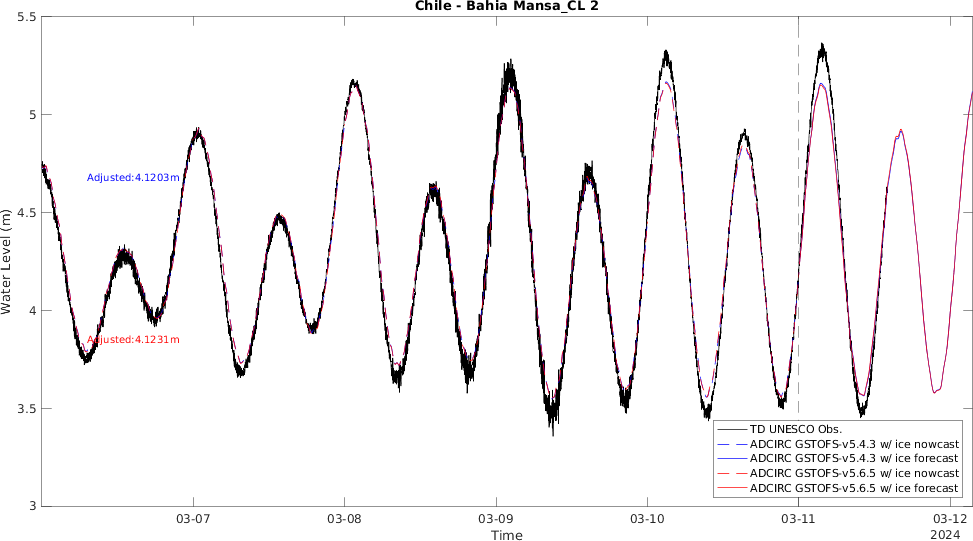 Chile - Bahia Mansa_CL 2
5.5
5
4.5
4
3.5
3
Water Level (m)
Adjusted:4.1203m
Adjusted:4.1231m
TD UNESCO Obs.
ADCIRC GSTOFS-v5.4.3 w/ ice nowcast
ADCIRC GSTOFS-v5.4.3 w/ ice forecast
ADCIRC GSTOFS-v5.6.5 w/ ice nowcast
ADCIRC GSTOFS-v5.6.5 w/ ice forecast
03-07 03-08 03-09 03-10 03-11 03-12
Time
2024